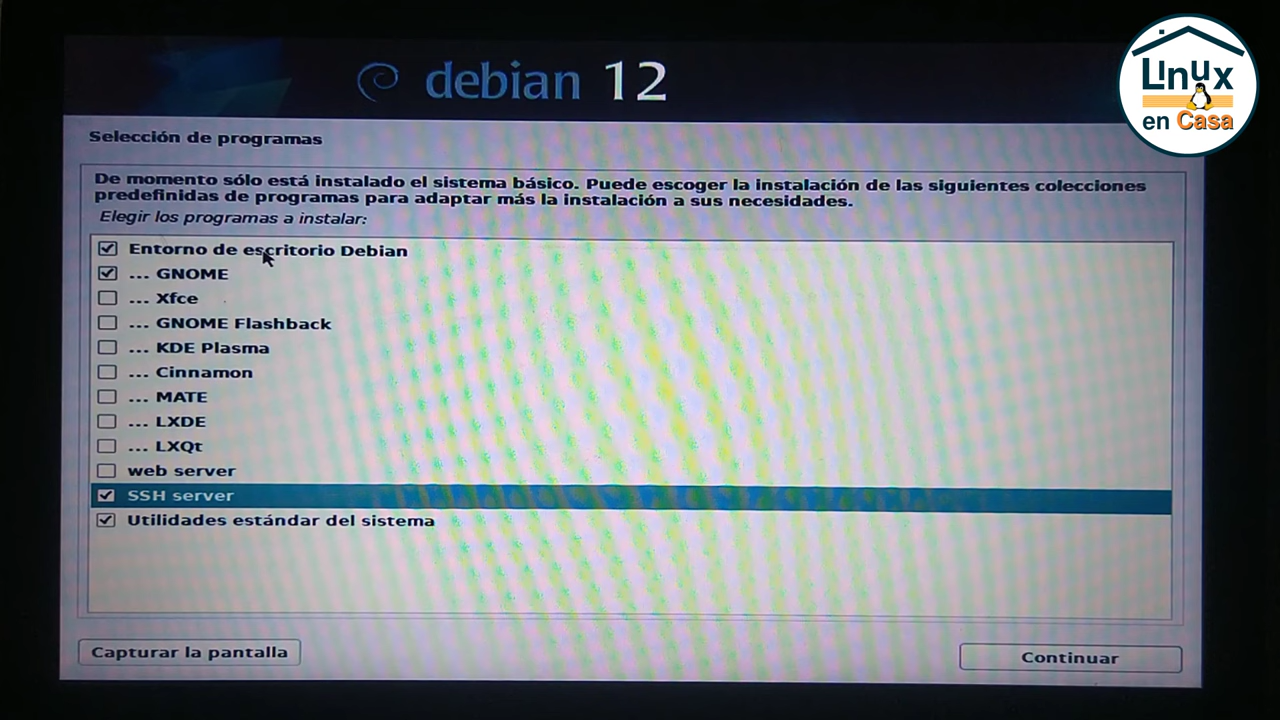 debian 12
Linux
en Casa
Selección de programas
De momento sólo está instalado el sistema básico. Puede escoger la instalación de las siguientes colecciones
predefinidas de programas para adaptar más la instalación a sus necesidades.
Elegir los programas a instalar:
Entorno de escritorio Debian
... GNOME
... Xfce
... GNOME Flashback
... KDE Plasma
... Cinnamon
... MATE
... LXDE
... LXQt
web server
SSH server
Utilidades estándar del sistema
Capturar la pantalla
Continuar